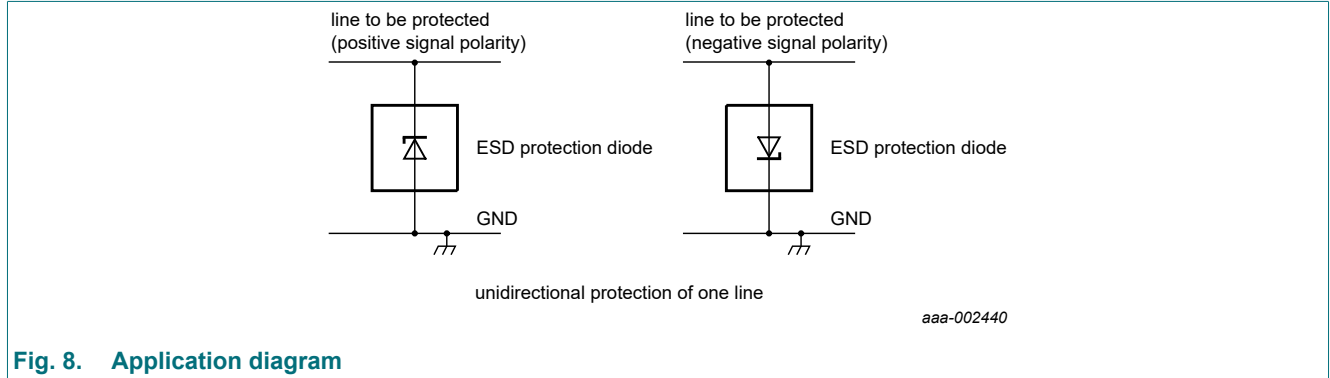 line to be protected
(positive signal polarity)
ESD protection diode
GND
line to be protected
(negative signal polarity)
ESD protection diode
GND
unidirectional protection of one line
aaa-002440
Fig. 8. Application diagram